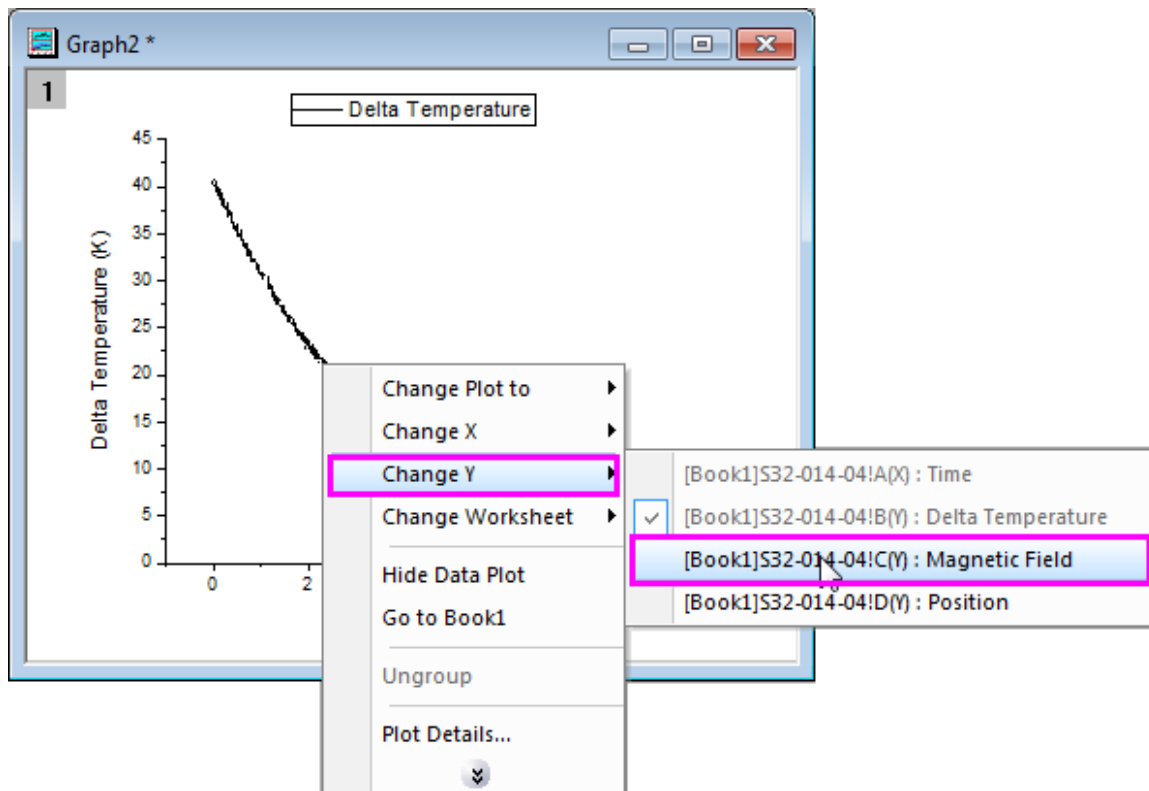 Graph2 *
1
Delta Temperature
45
40
35
30
25
20
15
10
5
0
Delta Temperature (K)
0
2
Change Plot to
Change X
Change Y
Change Worksheet
Hide Data Plot
Go to Book1
Ungroup
Plot Details...
[Book1]S32-014-04!A(X) : Time
[Book1]S32-014-04!B(Y) : Delta Temperature
[Book1]S32-014-04!C(Y) : Magnetic Field
[Book1]S32-014-04!D(Y) : Position